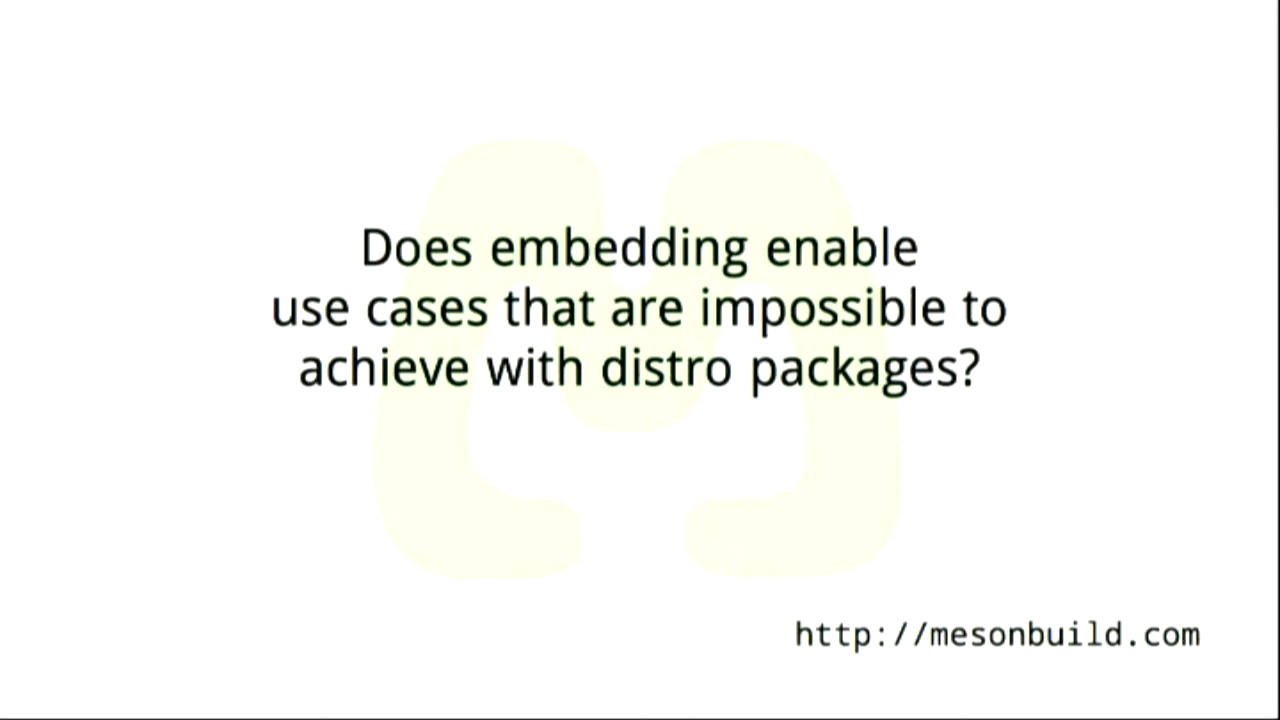 Does embedding enable
use cases that are impossible to
achieve with distro packages?
http://mesonbuild.com